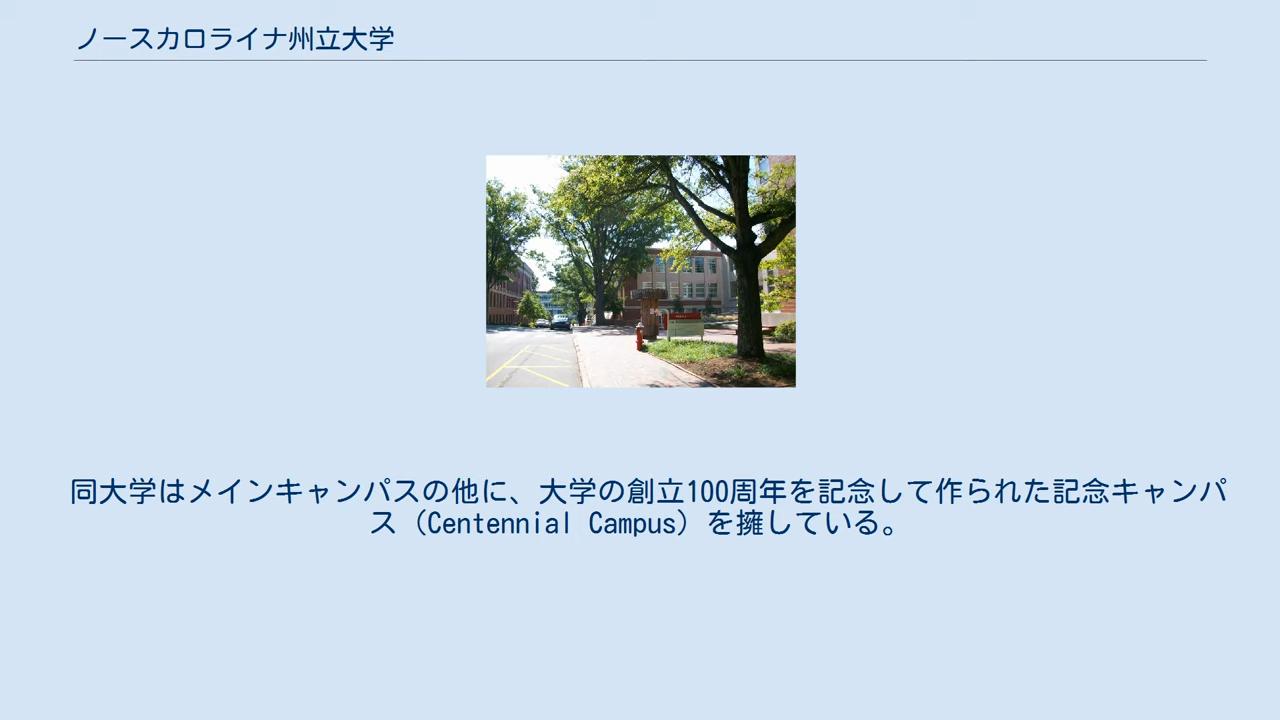 ノースカロライナ州立大学
同大学はメインキャンパスの他に、大学の創立100周年を記念して作られた記念キャンパ
ス（Centennial Campus）を擁している。